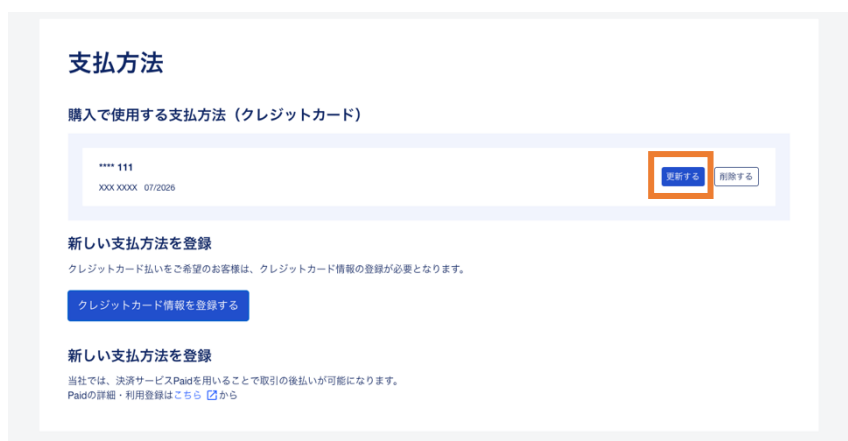 支払方法
購入で使用する支払方法（クレジットカード）
**** 111
XXX XXXX 07/2026
更新する
削除する
新しい支払方法を登録
クレジットカード払いをご希望のお客様は、クレジットカード情報の登録が必要となります。
クレジットカード情報を登録する
新しい支払方法を登録
当社では、決済サービスPaidを用いることで取引の後払いが可能になります。
Paidの詳細・利用登録はこちら から